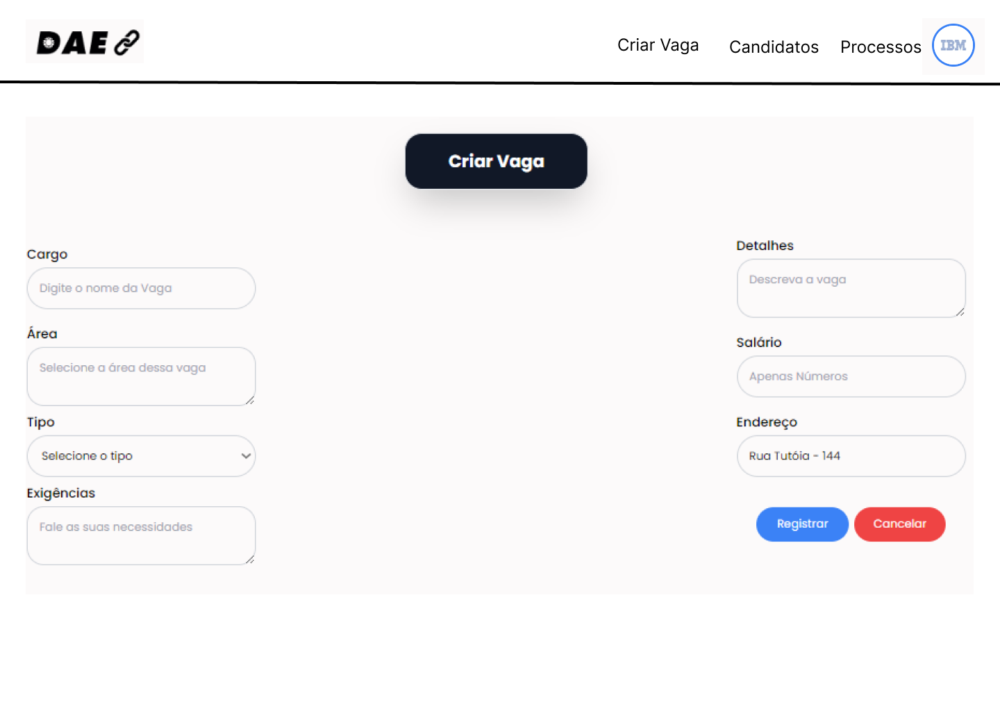 DAE
Criar Vaga
Candidatos
Processos
IBM
Criar Vaga
Cargo
Digite o nome da Vaga
Área
Selecione a área dessa vaga
Tipo
Selecione o tipo
Exigências
Fale as suas necessidades
Detalhes
Descreva a vaga
Salário
Apenas Números
Endereço
Rua Tutóia - 144
Registrar
Cancelar